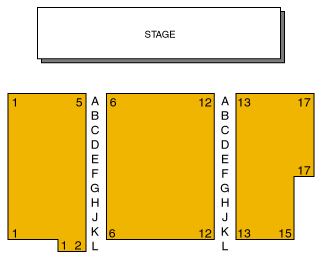 STAGE
1 5 A 6 12 A 13 17
B B
C C
D D
E E
F F 17
G G
H H
J J
1 K 6 12 K 13 15
1 2 L L